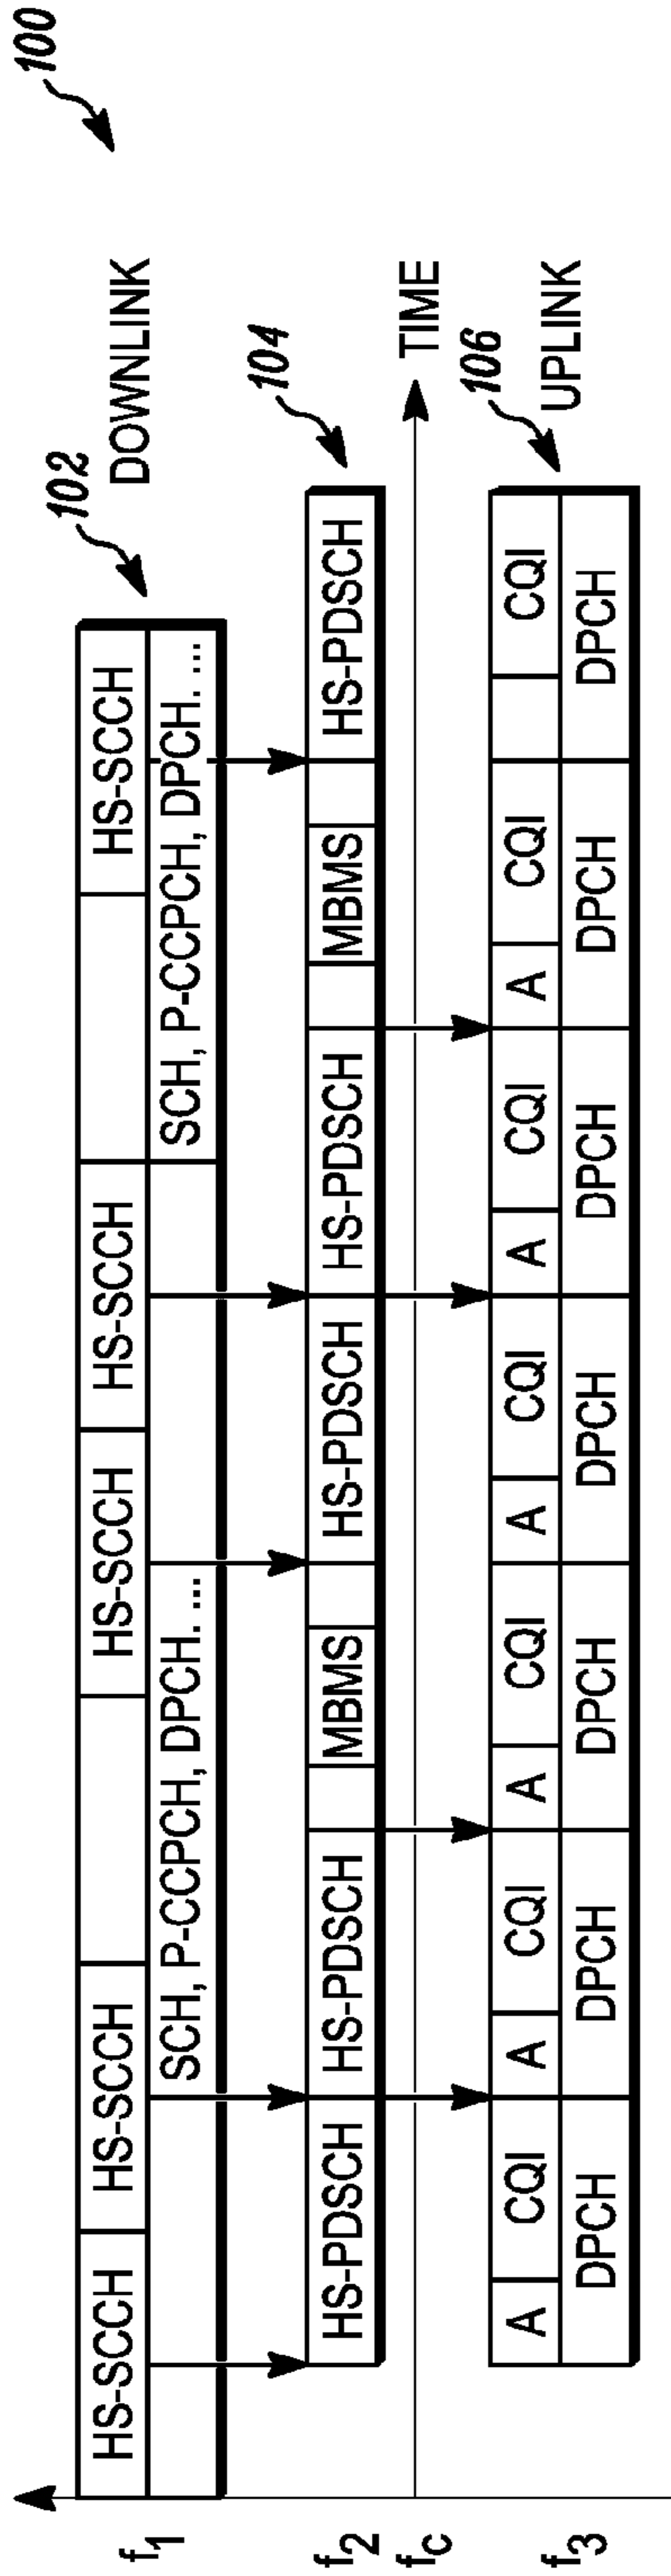 100
102
DOWNLINK
f1
HS-SCCH
HS-SCCH
HS-SCCH
HS-SCCH
HS-SCCH
SCH, P-CCPCH, DPCH. ...
SCH, P-CCPCH, DPCH. ...
104
f2
HS-PDSCH
HS-PDSCH
MBMS
HS-PDSCH
HS-PDSCH
MBMS
HS-PDSCH
fc
TIME
106
UPLINK
f3
A
CQI
A
CQI
A
CQI
A
CQI
A
CQI
A
CQI
CQI
DPCH
DPCH
DPCH
DPCH
DPCH
DPCH
DPCH